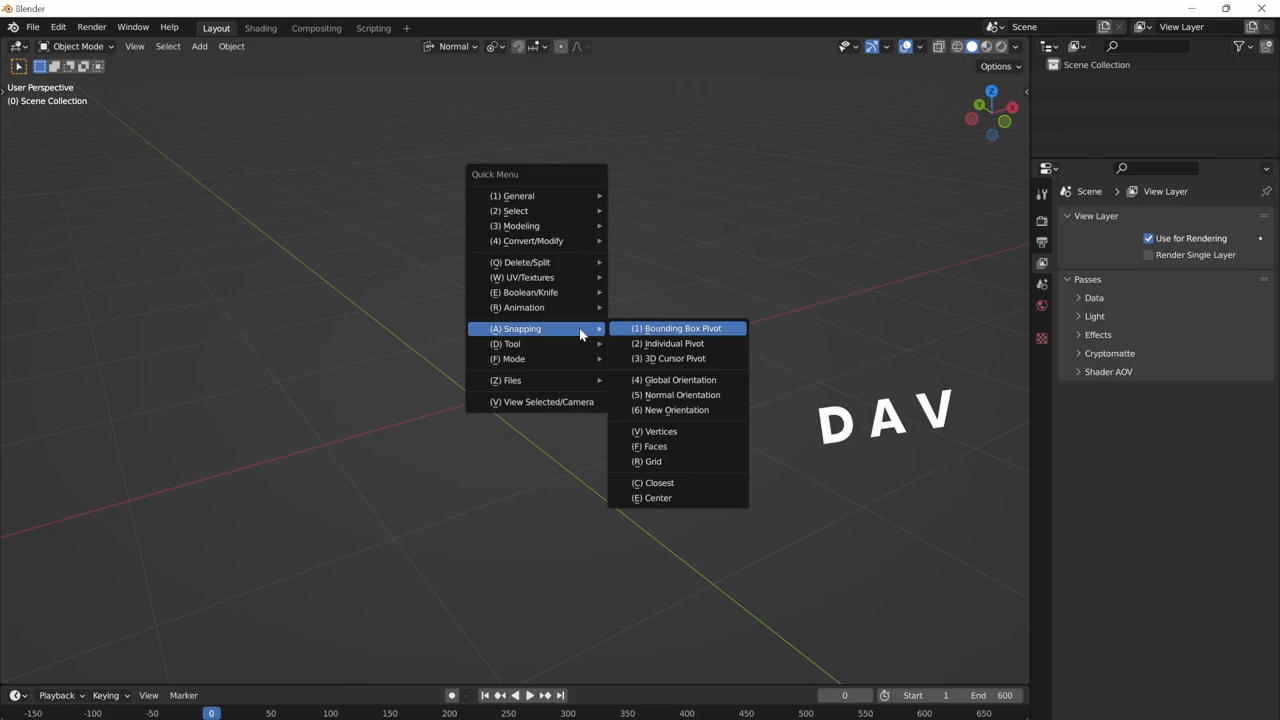 Blender
File Edit Render Window Help Layout Shading Compositing Scripting + Scene View Layer
Object Mode View Select Add Object Normal
Options
Scene Collection
User Perspective
(0) Scene Collection
Z
Y
X
Quick Menu
(1) General
(2) Select
(3) Modeling
(4) Convert/Modify
(Q) Delete/Split
(W) UV/Textures
(E) Boolean/Knife
(R) Animation
(A) Snapping
(D) Tool
(F) Mode
(Z) Files
(V) View Selected/Camera
(1) Bounding Box Pivot
(2) Individual Pivot
(3) 3D Cursor Pivot
(4) Global Orientation
(5) Normal Orientation
(6) New Orientation
(V) Vertices
(F) Faces
(R) Grid
(C) Closest
(E) Center
DAV
Scene View Layer
View Layer
Use for Rendering
Render Single Layer
Passes
Data
Light
Effects
Cryptomatte
Shader AOV
Playback Keying View Marker 0 Start 1 End 600
-150 -100 -50 0 50 100 150 200 250 300 350 400 450 500 550 600 650